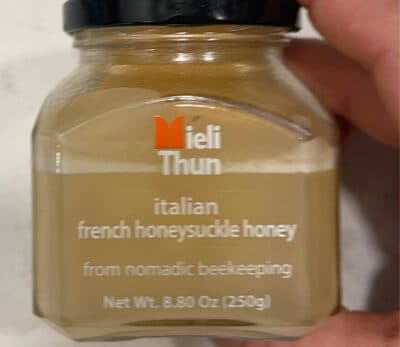 Mieli
Thun
italian
french honeysuckle honey
from nomadic beekeeping
Net Wt. 8.80 Oz (250g)